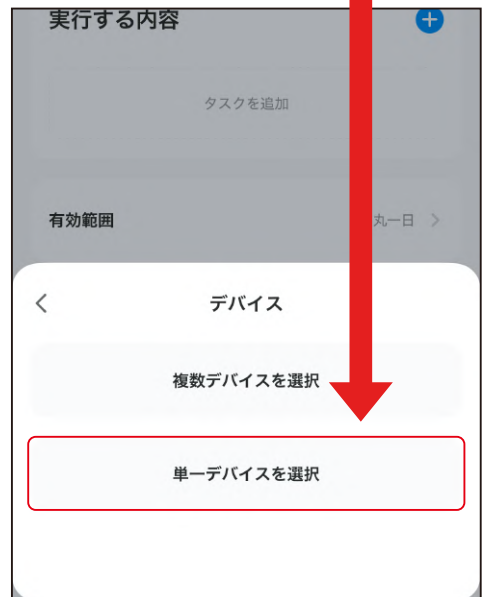 実行する内容
タスクを追加
有効範囲
丸一日
デバイス
複数デバイスを選択
単一デバイスを選択